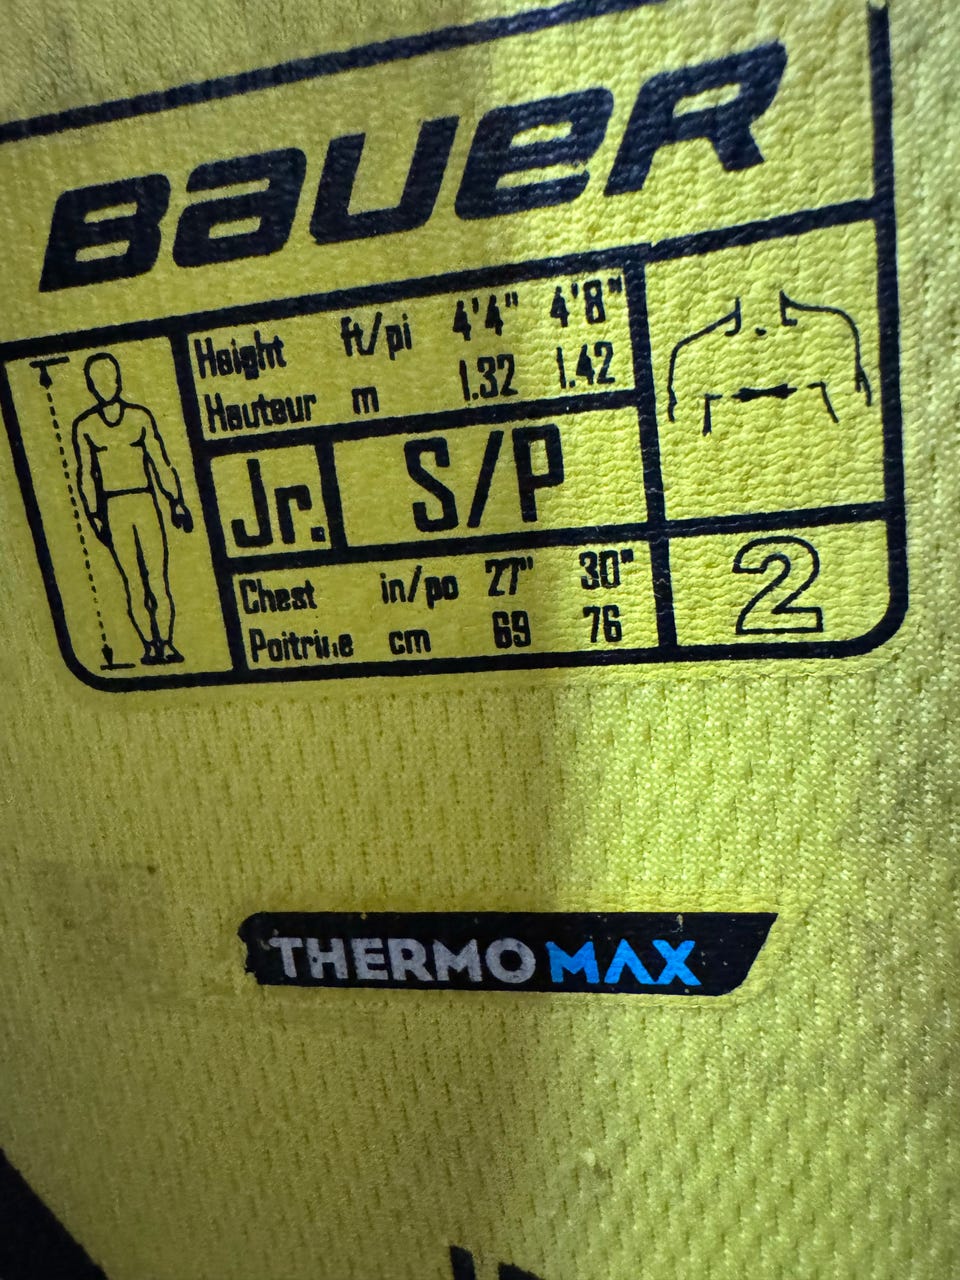 BAUER
Height ft/pi 4'4" 4'8"
Hauteur m 1.32 1.42
Jr. S/P
Chest in/po 27" 30"
Poitrine cm 69 76
2
THERMOMAX